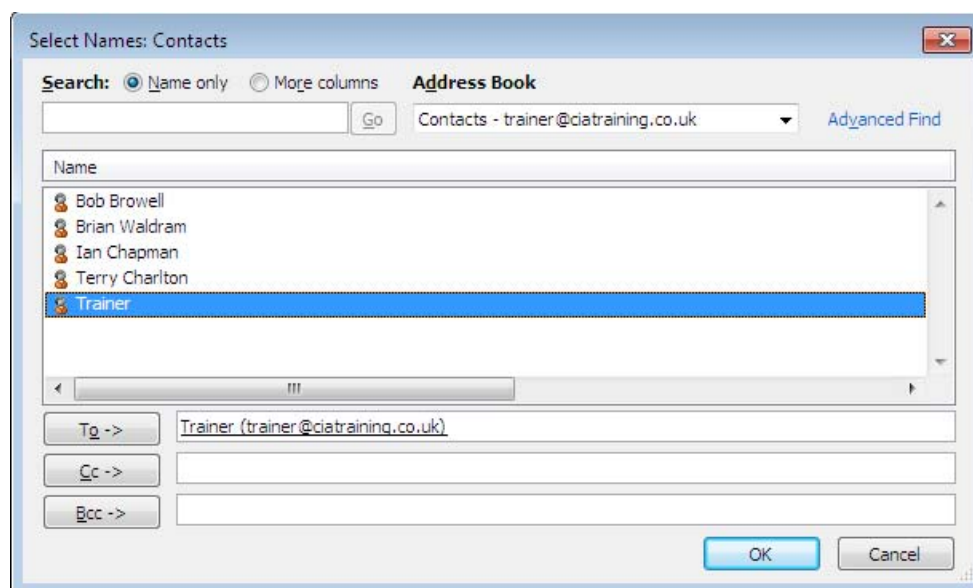 Select Names: Contacts
Search: Name only More columns Address Book
Go Contacts - trainer@ciatraining.co.uk Advanced Find
Name
Bob Browell
Brian Waldram
Ian Chapman
Terry Charlton
Trainer
To -> Trainer (trainer@ciatraining.co.uk)
Cc ->
Bcc ->
OK Cancel